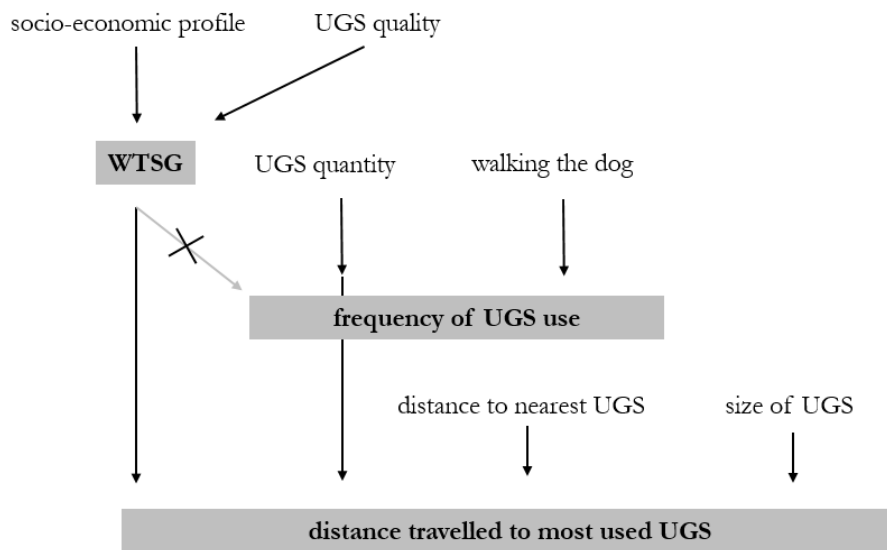 socio-economic profile
UGS quality
WTSG
UGS quantity
walking the dog
frequency of UGS use
distance to nearest UGS
size of UGS
distance travelled to most used UGS